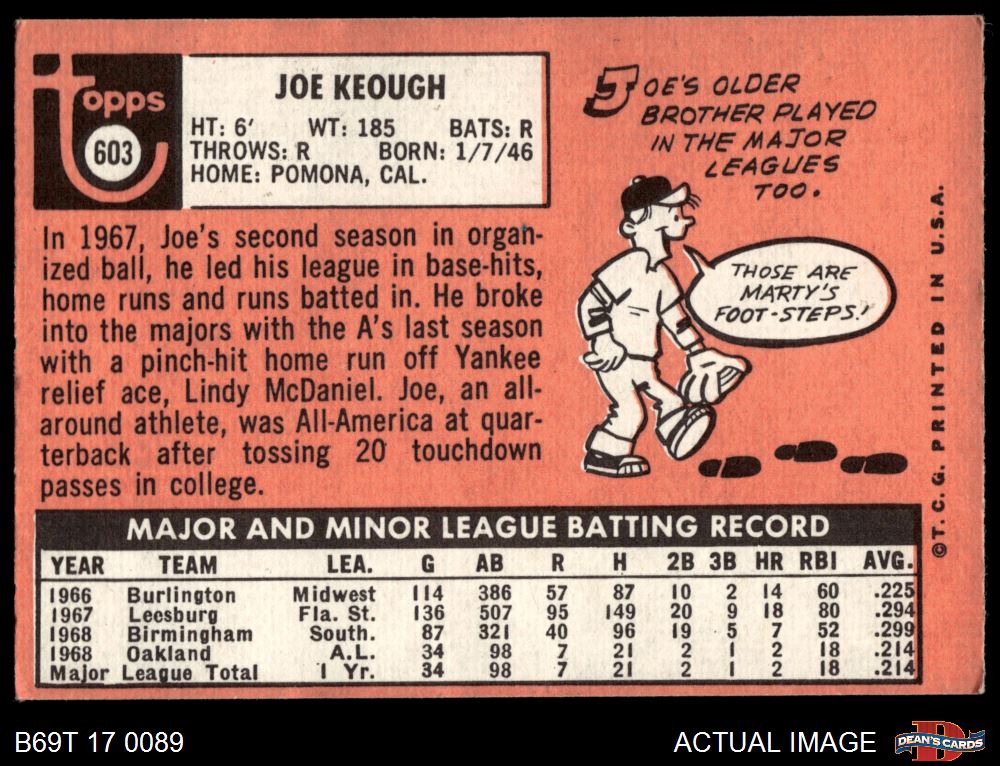 Topps
603
JOE KEOUGH
HT: 6' WT: 185 BATS: R
THROWS: R BORN: 1/7/46
HOME: POMONA, CAL.
In 1967, Joe's second season in organ-
ized ball, he led his league in base-hits,
home runs and runs batted in. He broke
into the majors with the A's last season
with a pinch-hit home run off Yankee
relief ace, Lindy McDaniel. Joe, an all-
around athlete, was All-America at quar-
terback after tossing 20 touchdown
passes in college.
JOE'S OLDER
BROTHER PLAYED
IN THE MAJOR
LEAGUES
TOO.
THOSE ARE
MARTY'S
FOOT-STEPS!
©T.C.G. PRINTED IN U.S.A.
MAJOR AND MINOR LEAGUE BATTING RECORD
YEAR TEAM LEA. G AB R H 2B 3B HR RBI AVG.
1966 Burlington Midwest 114 386 57 87 10 2 14 60 .225
1967 Leesburg Fla. St. 136 507 95 149 20 9 18 80 .294
1968 Birmingham South. 87 321 40 96 19 5 7 52 .299
1968 Oakland A.L. 34 98 7 21 2 1 2 18 .214
Major League Total 1 Yr. 34 98 7 21 2 1 2 18 .214
B69T 17 0089
ACTUAL IMAGE
DEAN'S CARDS